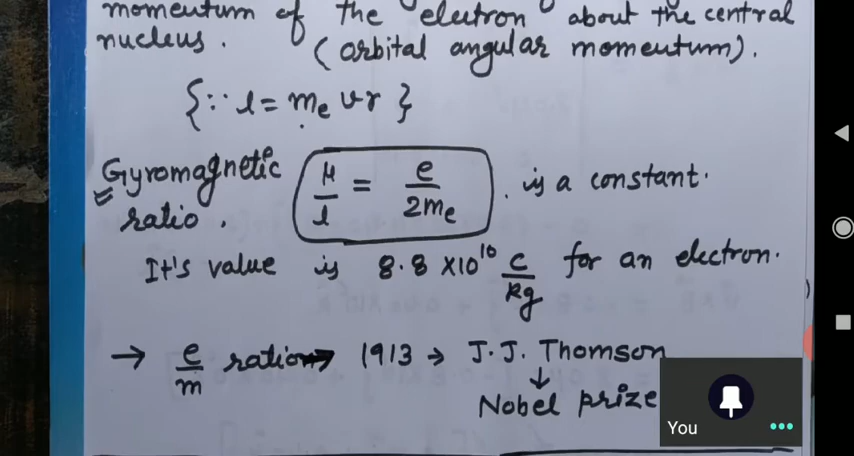 momentum of the electron about the central
nucleus. (orbital angular momentum).
{∵ l = mₑ v r}
Gyromagnetic ratio. μ/l = e/2mₑ . is a constant.
It's value is 8.8 ×10¹⁰ C/kg for an electron.
→ e/m ratio → 1913 → J.J. Thomson
↓
Nobel prize
You